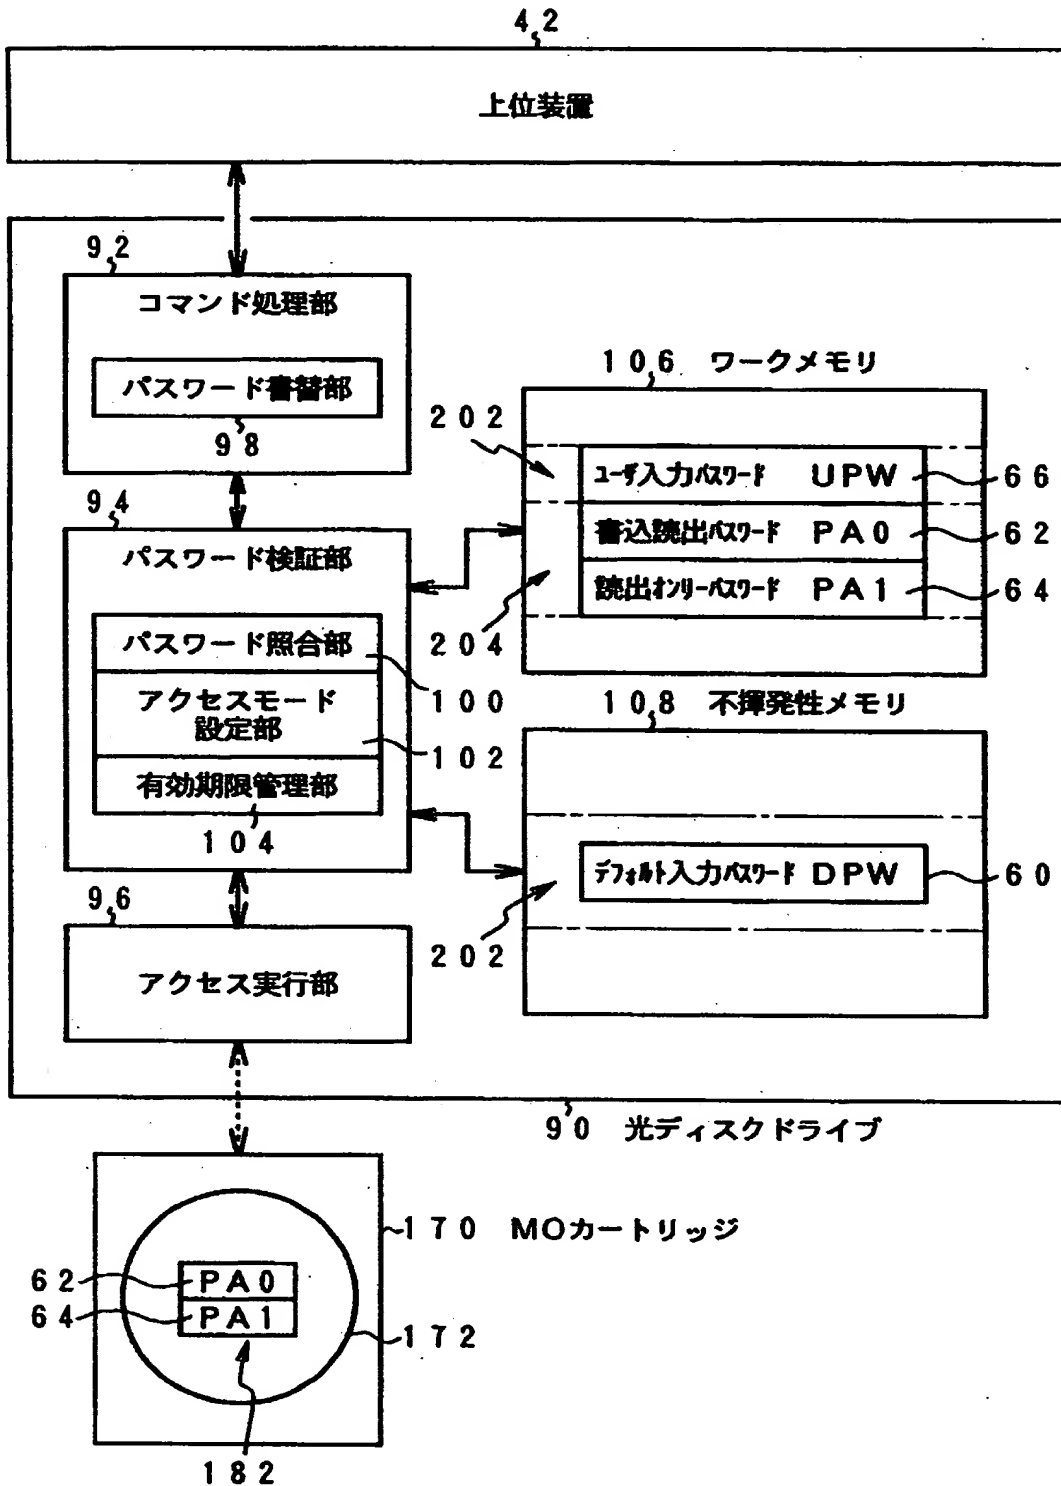 42
上位装置
92
コマンド処理部
パスワード書替部
98
94
パスワード検証部
パスワード照合部
100
アクセスモード
設定部
102
有効期限管理部
104
96
アクセス実行部
106 ワークメモリ
202
ユーザ入力パスワード UPW
66
書込読出パスワード PA0
62
読出オンリーパスワード PA1
64
204
108 不揮発性メモリ
デフォルト入力パスワード DPW
60
202
90 光ディスクドライブ
170 MOカートリッジ
62
PA0
64
PA1
172
182